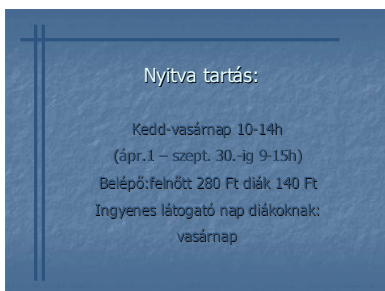 Nyitva tartás:
Kedd-vasárnap 10-14h
(ápr.1 – szept. 30.-ig 9-15h)
Belépő:felnőtt 280 Ft diák 140 Ft
Ingyenes látogató nap diákoknak:
vasárnap